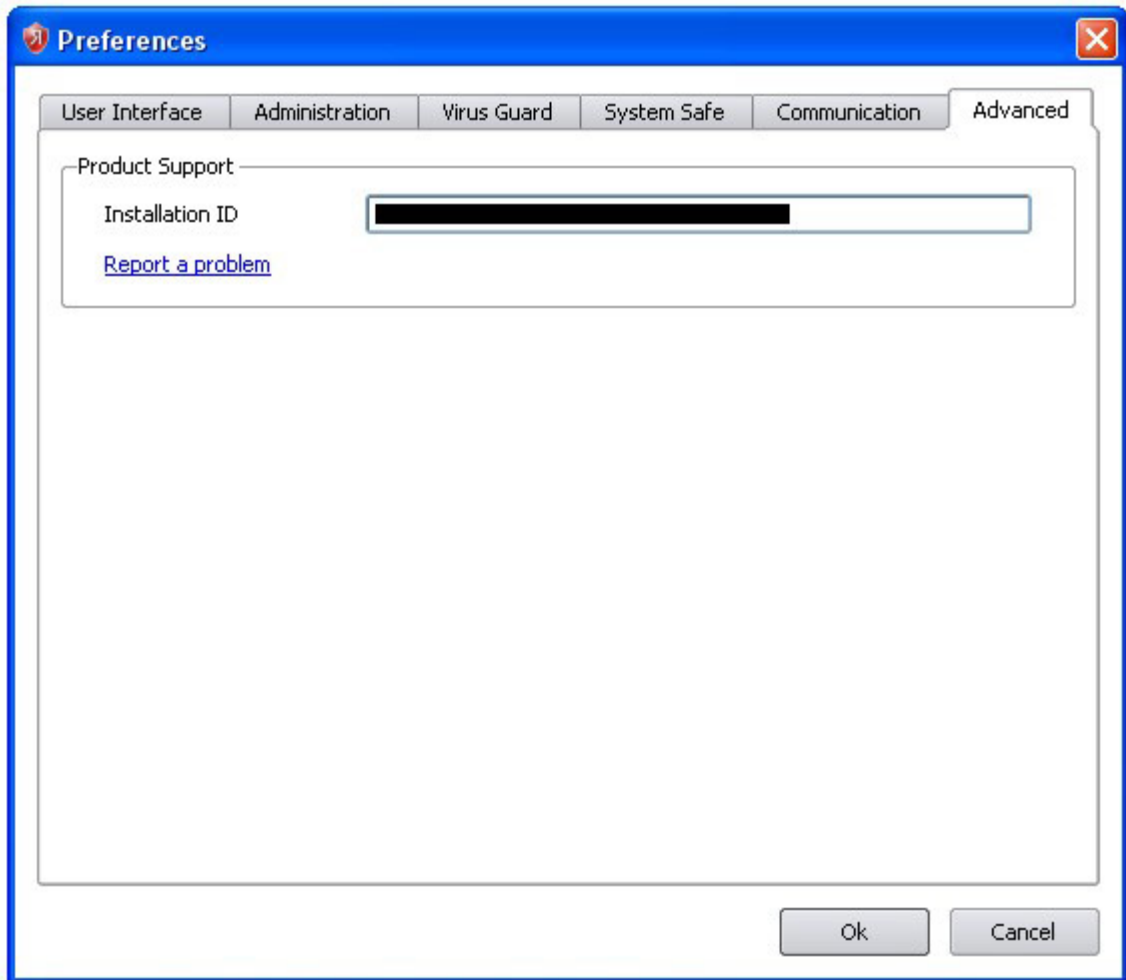 Preferences
User Interface Administration Virus Guard System Safe Communication Advanced
Product Support
Installation ID
Report a problem
Ok Cancel